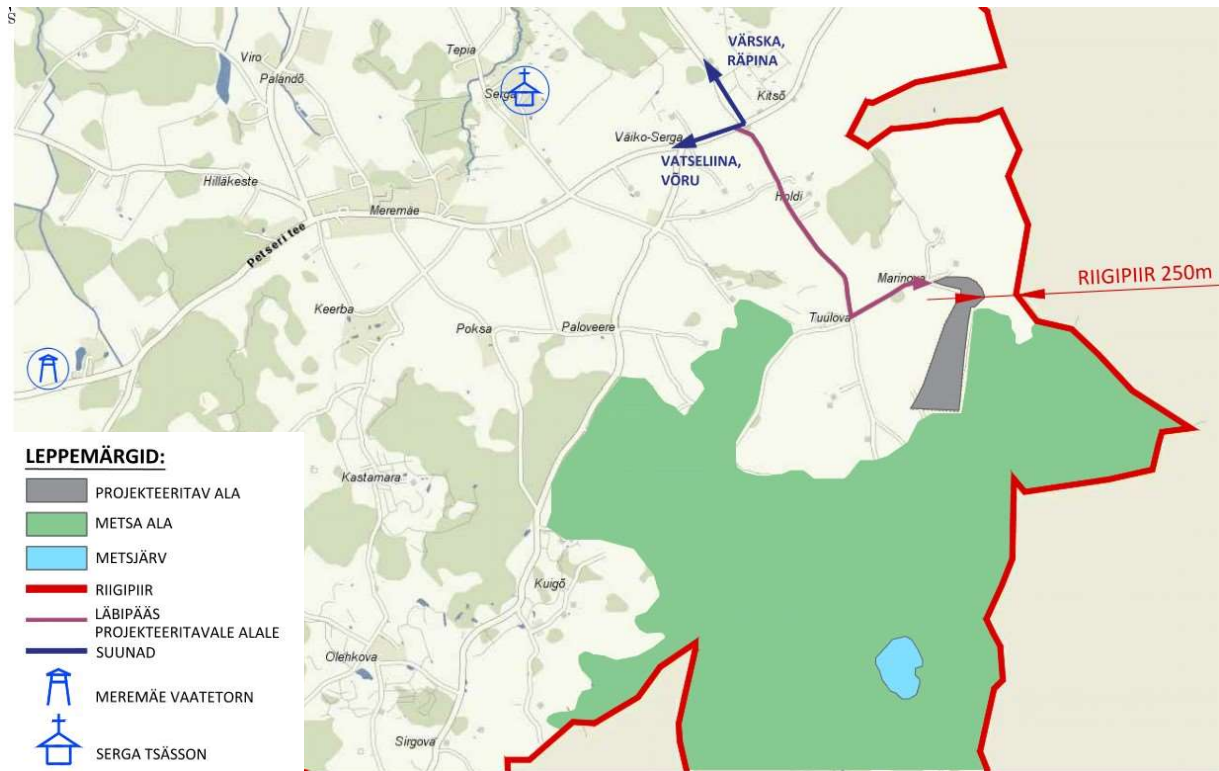 S
VÄRSKA,
RÄPINA
Viro
Palandõ
Tepia
Serga
Kitsõ
Väiko-Serga
VATSELIINA,
VÕRU
Hilläkeste
Meremäe
Holdi
Petseri tee
Marinova
RIIGIPIIR 250m
Keerba
Poksa
Paloveere
Tuulova
LEPPEMÄRGID:
PROJEKTEERITAV ALA
METSA ALA
METSJÄRV
RIIGIPIIR
LÄBIPÄÄS
PROJEKTEERITAVALE ALALE
SUUNAD
MEREMÄE VAATETORN
SERGA TSÄSSON
Kastamara
Kuigõ
Olehkova
Sirgova